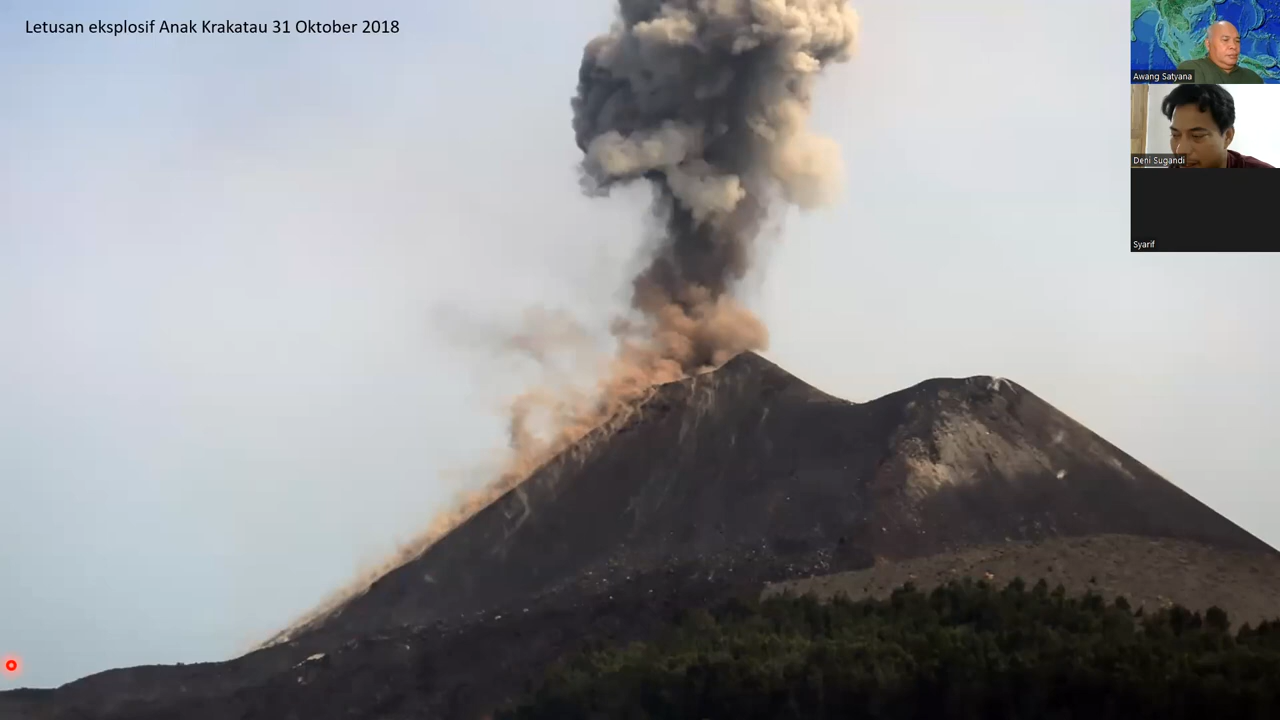 Letusan eksplosif Anak Krakatau 31 Oktober 2018
Awang Satyana
Deni Sugandi
Syarif